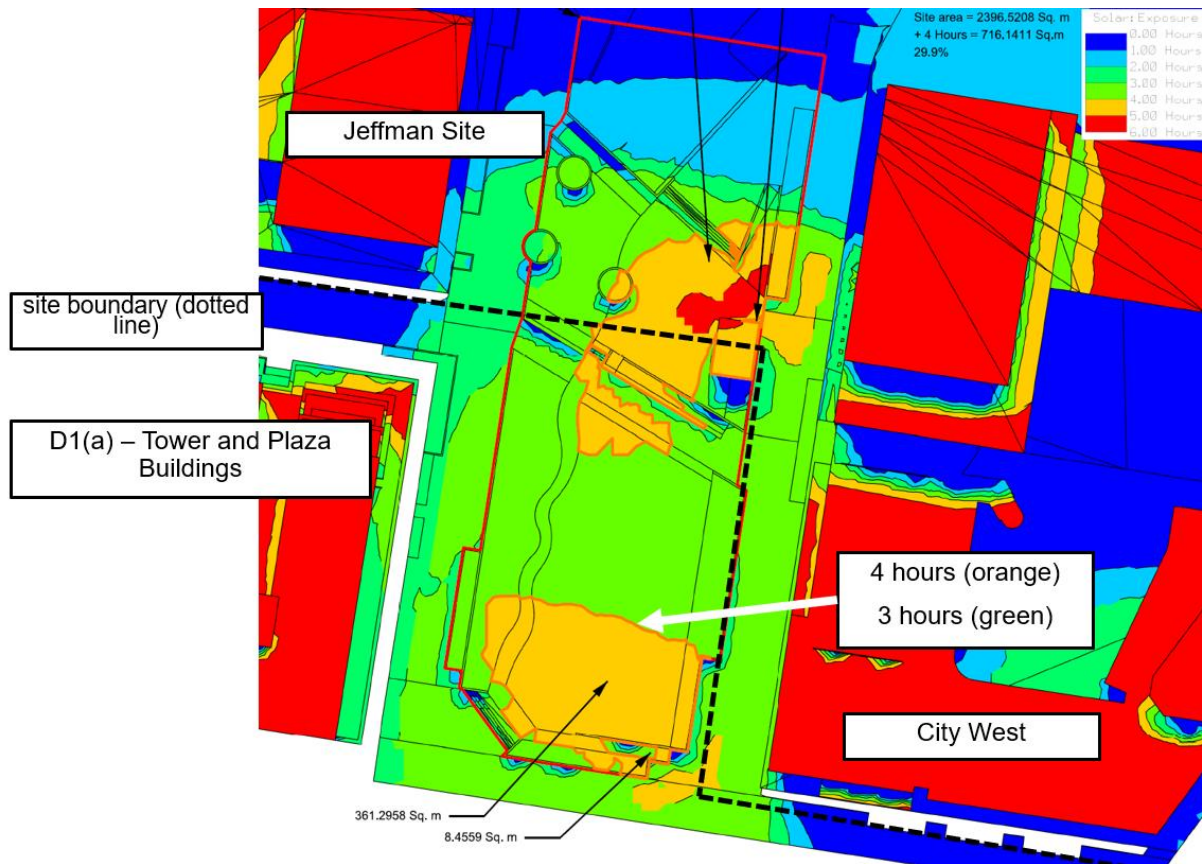 Site area = 2396.5208 Sq. m
+ 4 Hours = 716.1411 Sq.m
29.9%
Solar: Exposure
0.00 Hours
1.00 Hours
2.00 Hours
3.00 Hours
4.00 Hours
5.00 Hours
6.00 Hours
Jeffman Site
site boundary (dotted
line)
D1(a) – Tower and Plaza
Buildings
4 hours (orange)
3 hours (green)
City West
361.2958 Sq. m
8.4559 Sq. m